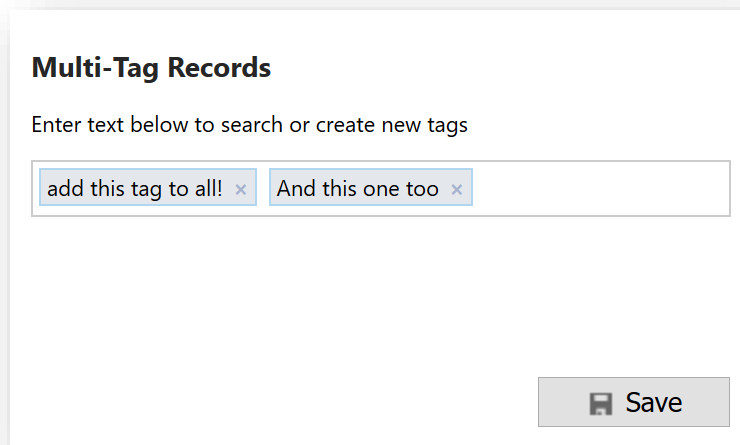 Multi-Tag Records
Enter text below to search or create new tags
add this tag to all! × And this one too ×
Save